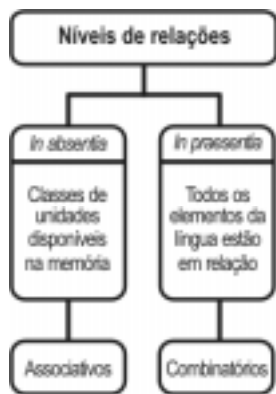 Níveis de relações
In absentia
Classes de
unidades
disponíveis
na memória
Associativos
In praesentia
Todos os
elementos da
língua estão
em relação
Combinatórios